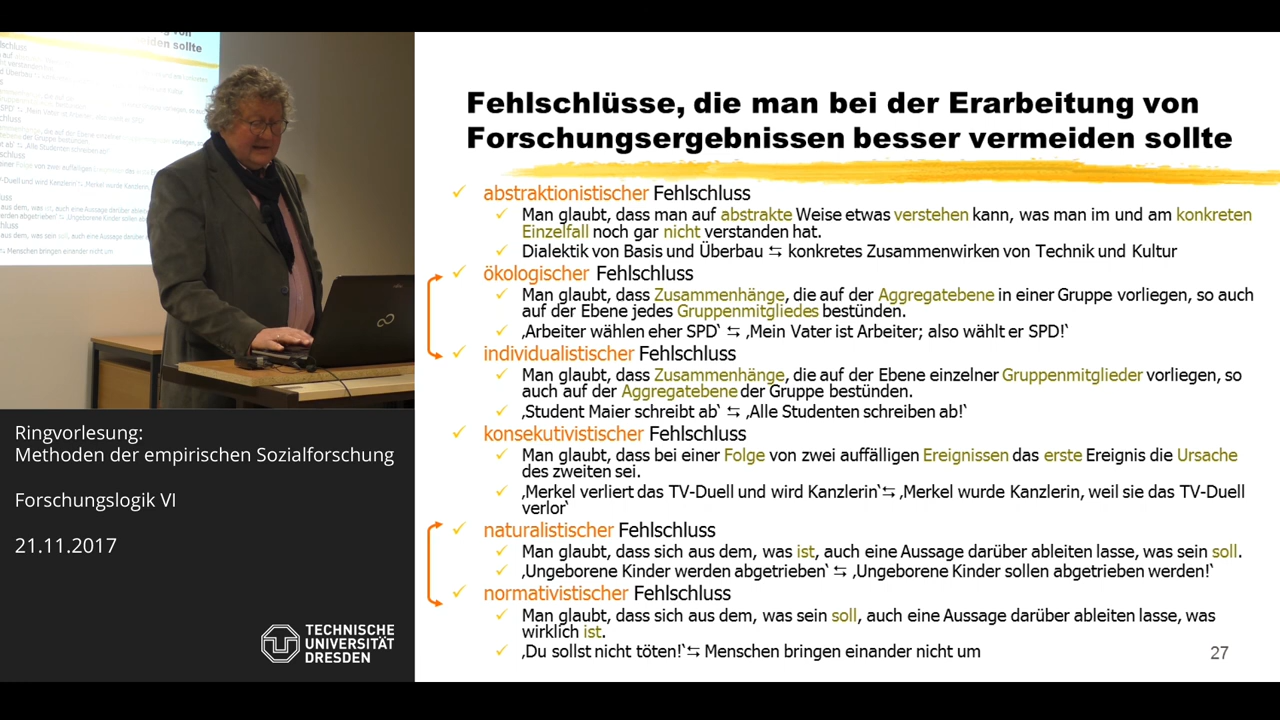 Fehlschlüsse, die man bei der Erarbeitung von
Forschungsergebnissen besser vermeiden sollte
abstraktionistischer Fehlschluss
Man glaubt, dass man auf abstrakte Weise etwas verstehen kann, was man im und am konkreten
Einzelfall noch gar nicht verstanden hat.
Dialektik von Basis und Überbau ⇆ konkretes Zusammenwirken von Technik und Kultur
ökologischer Fehlschluss
Man glaubt, dass Zusammenhänge, die auf der Aggregatebene in einer Gruppe vorliegen, so auch
auf der Ebene jedes Gruppenmitgliedes bestünden.
‚Arbeiter wählen eher SPD‘ ⇆ ‚Mein Vater ist Arbeiter; also wählt er SPD!‘
individualistischer Fehlschluss
Man glaubt, dass Zusammenhänge, die auf der Ebene einzelner Gruppenmitglieder vorliegen, so
auch auf der Aggregatebene der Gruppe bestünden.
‚Student Maier schreibt ab‘ ⇆ ‚Alle Studenten schreiben ab!‘
konsekutivistischer Fehlschluss
Man glaubt, dass bei einer Folge von zwei auffälligen Ereignissen das erste Ereignis die Ursache
des zweiten sei.
‚Merkel verliert das TV-Duell und wird Kanzlerin‘⇆ ‚Merkel wurde Kanzlerin, weil sie das TV-Duell
verlor‘
naturalistischer Fehlschluss
Man glaubt, dass sich aus dem, was ist, auch eine Aussage darüber ableiten lasse, was sein soll.
‚Ungeborene Kinder werden abgetrieben‘ ⇆ ‚Ungeborene Kinder sollen abgetrieben werden!‘
normativistischer Fehlschluss
Man glaubt, dass sich aus dem, was sein soll, auch eine Aussage darüber ableiten lasse, was
wirklich ist.
‚Du sollst nicht töten!‘⇆ Menschen bringen einander nicht um
27
Ringvorlesung:
Methoden der empirischen Sozialforschung
Forschungslogik VI
21.11.2017
TECHNISCHE
UNIVERSITÄT
DRESDEN